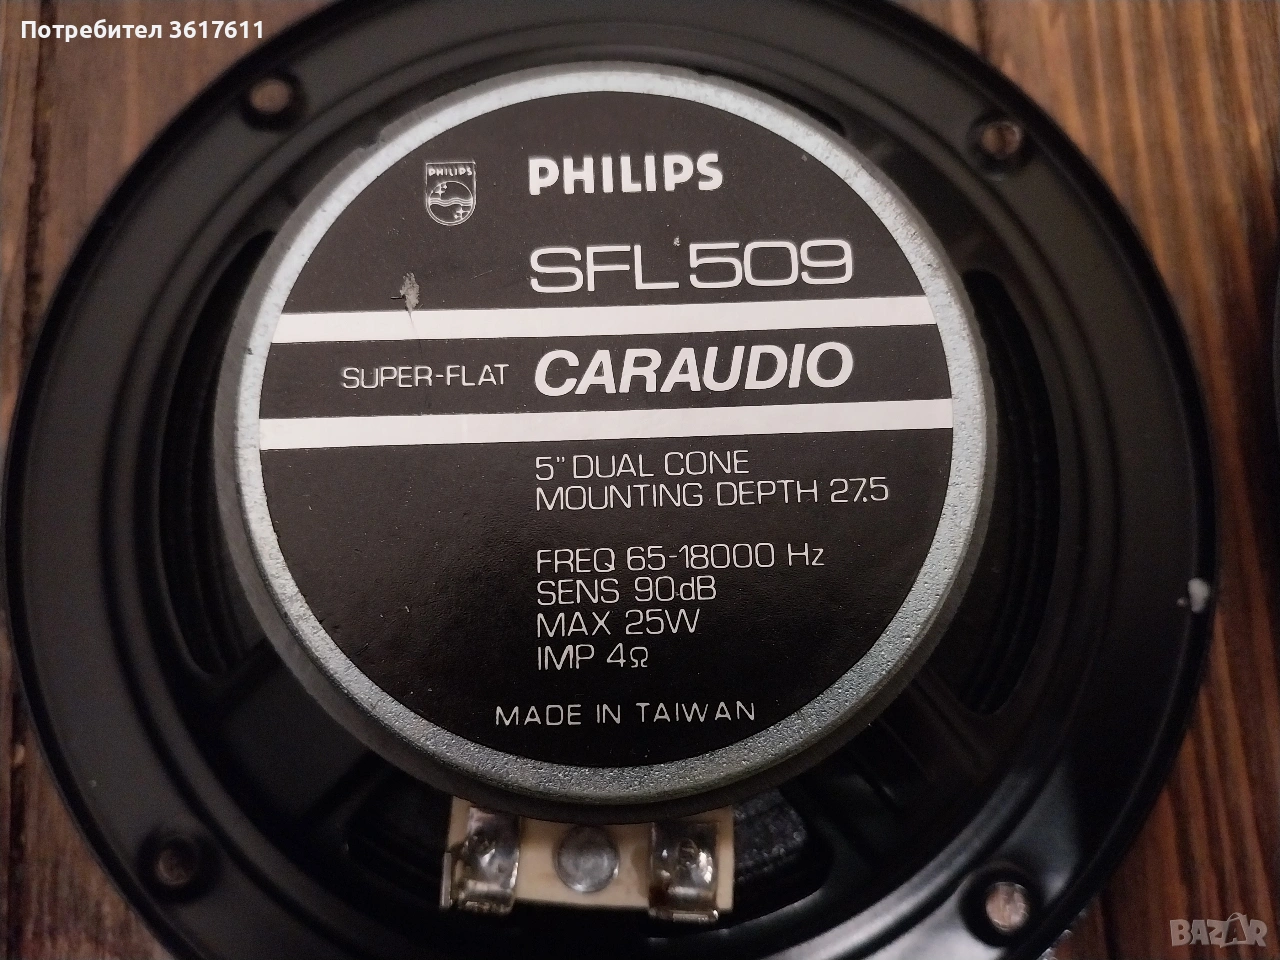 Потребител 3617611
PHILIPS
PHILIPS
SFL 509
SUPER-FLAT CARAUDIO
5" DUAL CONE
MOUNTING DEPTH 27.5
FREQ 65-18000 Hz
SENS 90dB
MAX 25W
IMP 4Ω
MADE IN TAIWAN
BAZAR